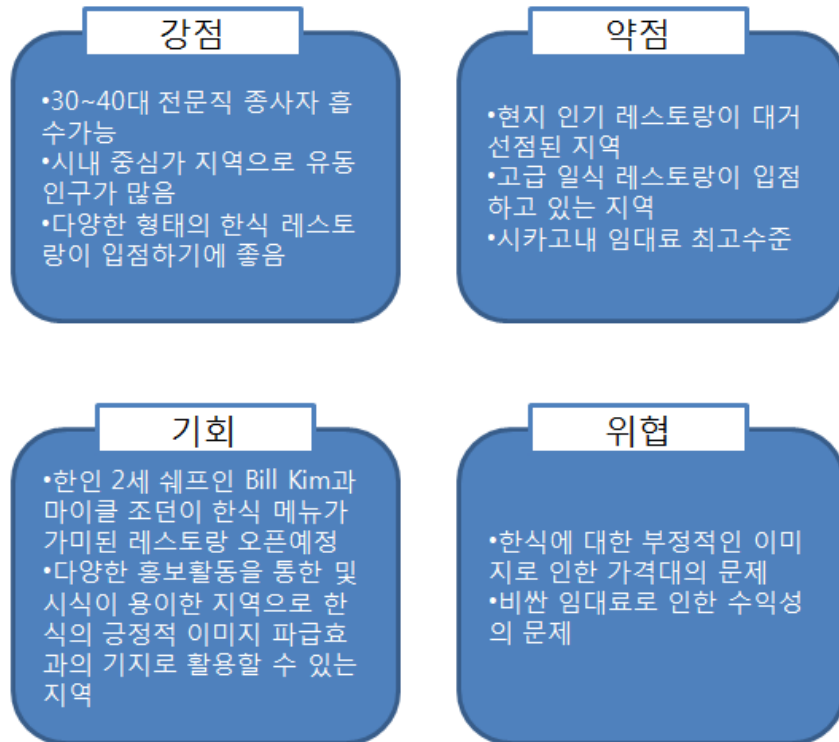 강점
•30~40대 전문직 종사자 흡
수가능
•시내 중심가 지역으로 유동
인구가 많음
•다양한 형태의 한식 레스토
랑이 입점하기에 좋음
약점
•현지 인기 레스토랑이 대거
선점된 지역
•고급 일식 레스토랑이 입점
하고 있는 지역
•시카고내 임대료 최고수준
기회
•한인 2세 쉐프인 Bill Kim과
마이클 조던이 한식 메뉴가
가미된 레스토랑 오픈예정
•다양한 홍보활동을 통한 및
시식이 용이한 지역으로 한
식의 긍정적 이미지 파급효
과의 기지로 활용할 수 있는
지역
위협
•한식에 대한 부정적인 이미
지로 인한 가격대의 문제
•비싼 임대료로 인한 수익성
의 문제